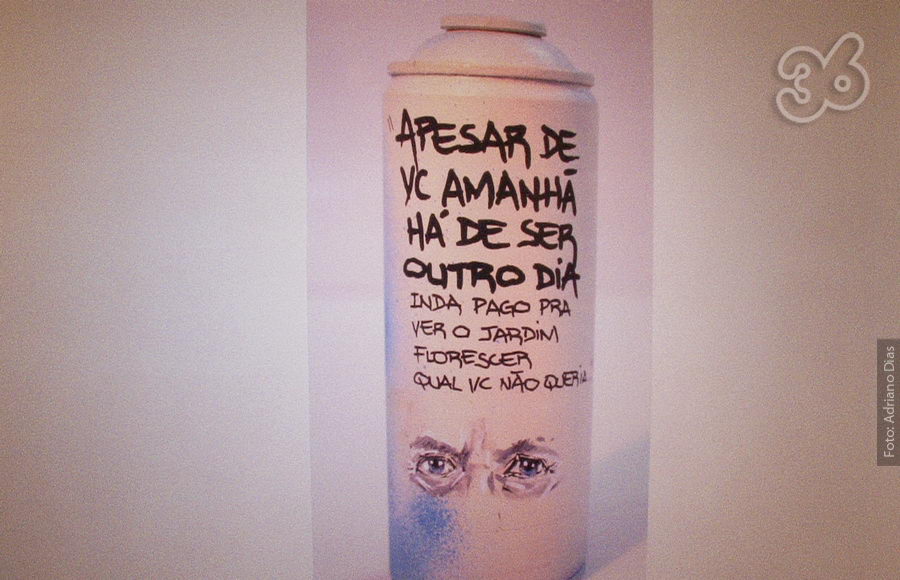 36
"APESAR DE
VC AMANHÃ
HÁ DE SER
OUTRO DIA
INDA PAGO PRA
VER O JARDIM
FLORESCER
QUAL VC NÃO QUERIA"
Foto: Adriano Dias